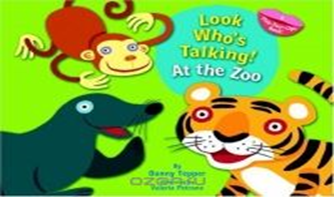 Look
Who's
Talking!
At the Zoo
By
Danny Tepper
Valeria Petrone